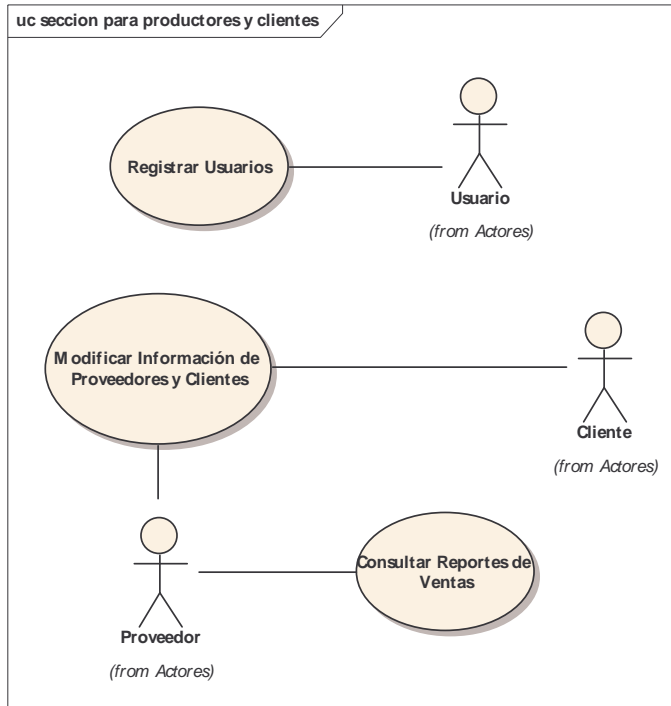 uc seccion para productores y clientes
Registrar Usuarios
Usuario
(from Actores)
Modificar Información de
Proveedores y Clientes
Cliente
(from Actores)
Consultar Reportes de
Ventas
Proveedor
(from Actores)